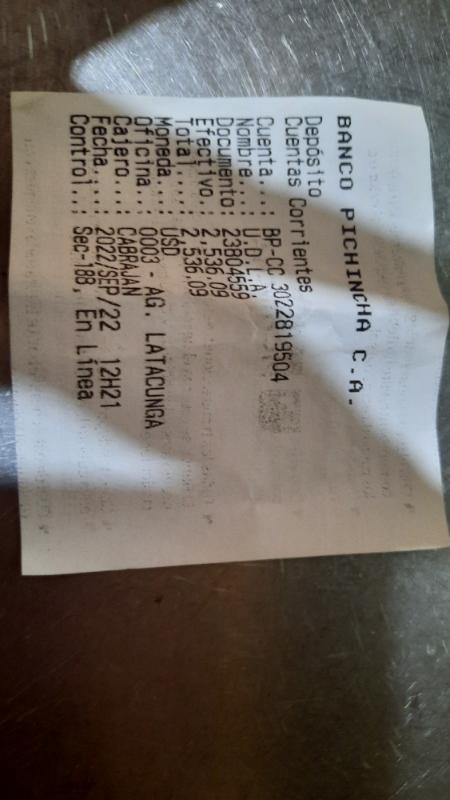 BANCO PICHINCHA C.A.
Depósito
Cuentas Corrientes
Cuenta...: BP-CC 3022819504
Nombre...: U.D.L.A.
Documento: 23804559
Efectivo.: 2,536.09
Total....: 2,536.09
Moneda...: USD
Oficina..: 0003 - AG. LATACUNGA
Cajero...: CABRAJAN
Fecha....: 2022/SEP/22 12H21
Control..: Sec-188, En Línea